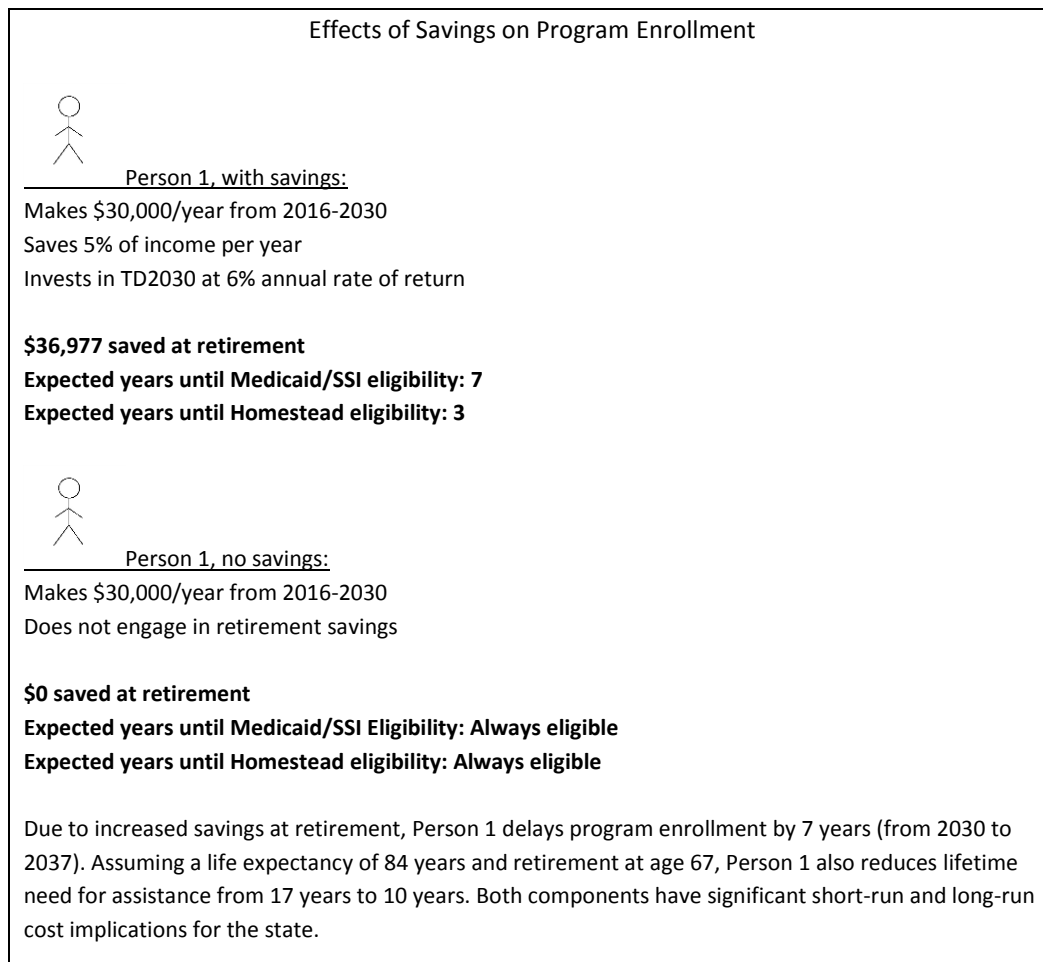 Effects of Savings on Program Enrollment
Person 1, with savings:
Makes $30,000/year from 2016-2030
Saves 5% of income per year
Invests in TD2030 at 6% annual rate of return
$36,977 saved at retirement
Expected years until Medicaid/SSI eligibility: 7
Expected years until Homestead eligibility: 3
Person 1, no savings:
Makes $30,000/year from 2016-2030
Does not engage in retirement savings
$0 saved at retirement
Expected years until Medicaid/SSI Eligibility: Always eligible
Expected years until Homestead eligibility: Always eligible
Due to increased savings at retirement, Person 1 delays program enrollment by 7 years (from 2030 to
2037). Assuming a life expectancy of 84 years and retirement at age 67, Person 1 also reduces lifetime
need for assistance from 17 years to 10 years. Both components have significant short-run and long-run
cost implications for the state.